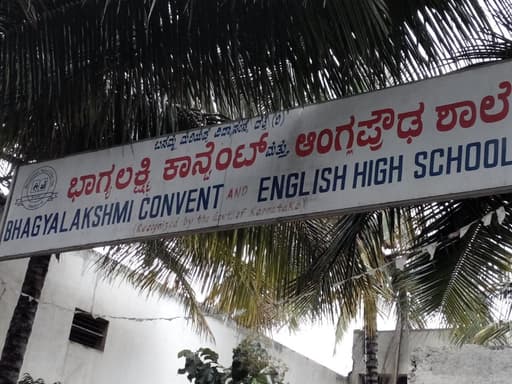 ಭಾಗ್ಯಲಕ್ಷ್ಮಿ ಕಾನ್ವೆಂಟ್ ಮತ್ತು ಆಂಗ್ಲಪ್ರೌಢ ಶಾಲೆ
BHAGYALAKSHMI CONVENT AND ENGLISH HIGH SCHOOL
(Recognised by the Govt. of Karnataka)